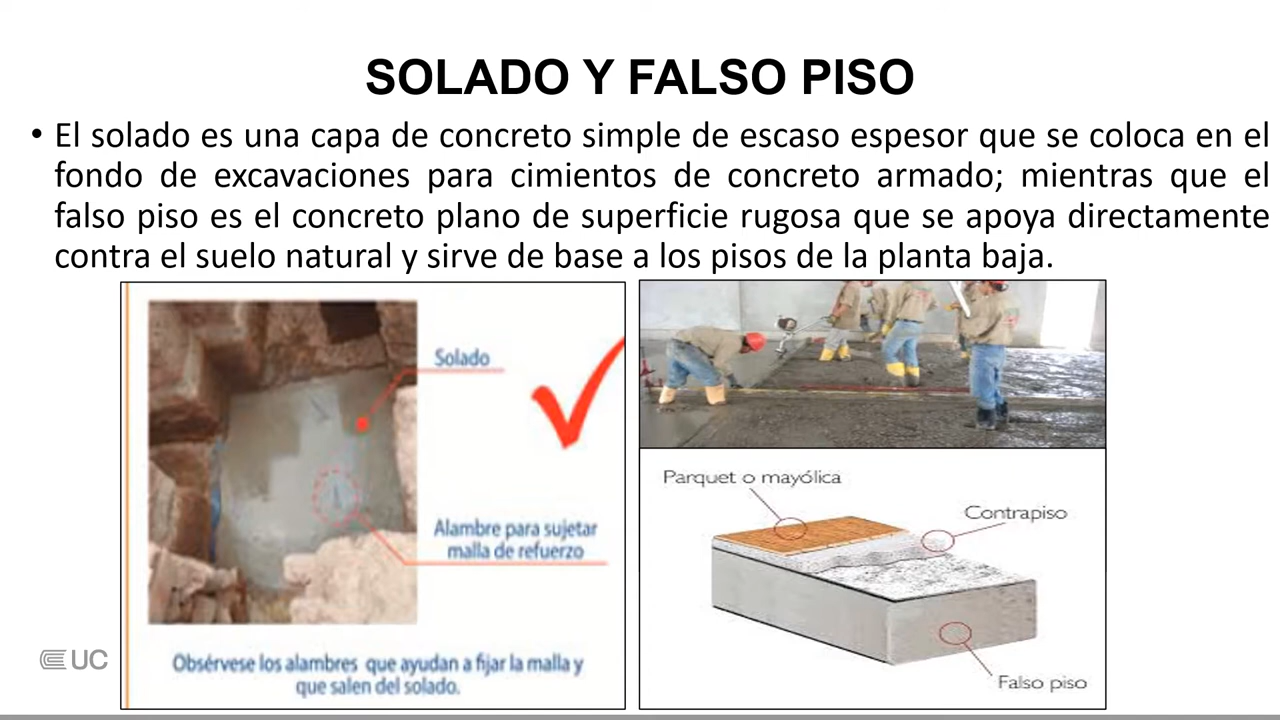 SOLADO Y FALSO PISO
• El solado es una capa de concreto simple de escaso espesor que se coloca en el
fondo de excavaciones para cimientos de concreto armado; mientras que el
falso piso es el concreto plano de superficie rugosa que se apoya directamente
contra el suelo natural y sirve de base a los pisos de la planta baja.
Solado
Alambre para sujetar
malla de refuerzo
Obsérvese los alambres que ayudan a fijar la malla y
que salen del solado.
Parquet o mayólica
Contrapiso
Falso piso
UC